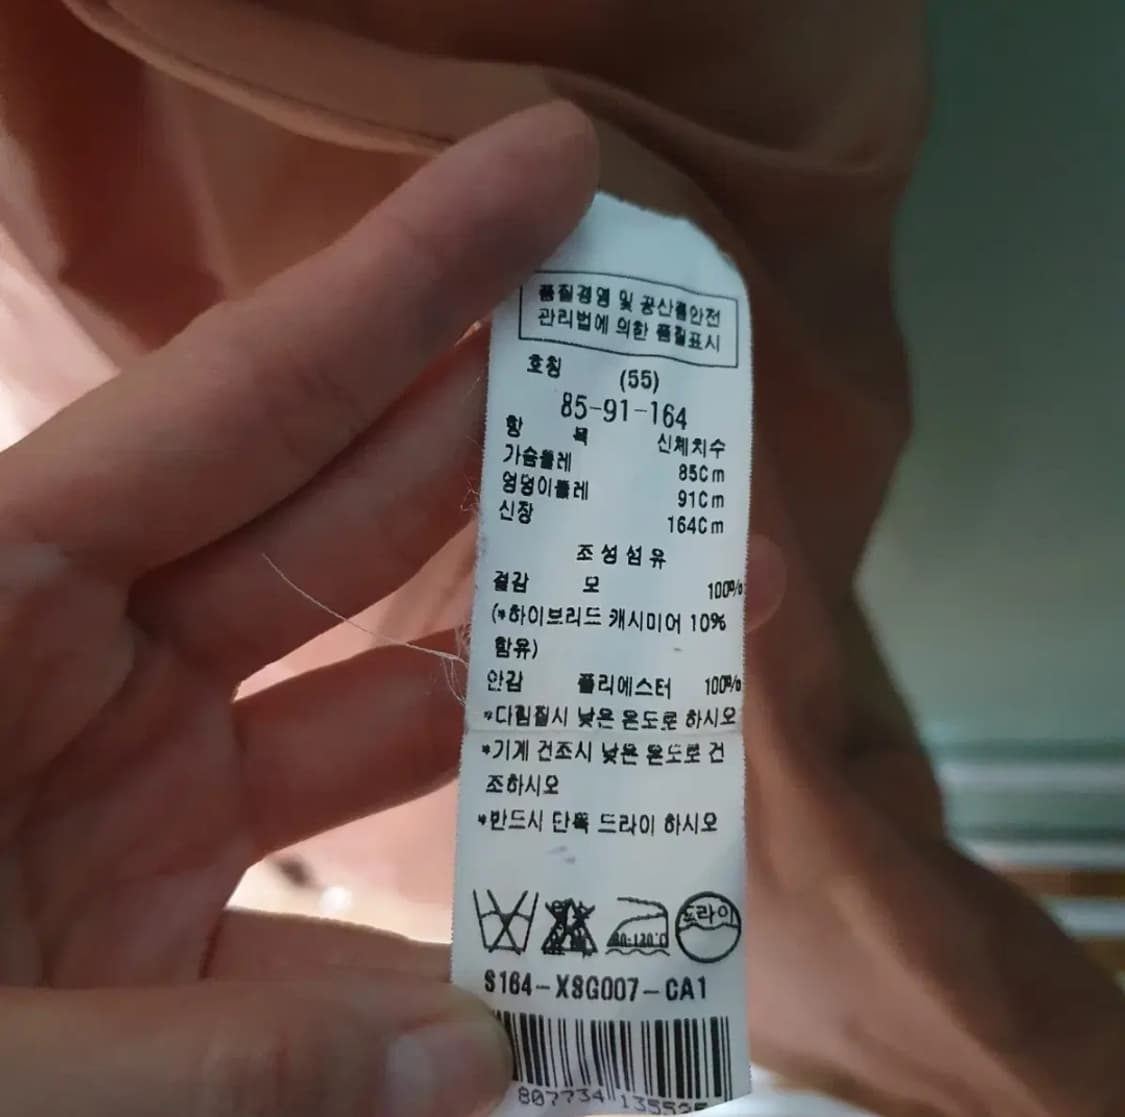 품질경영 및 공산품안전
관리법에 의한 품질표시
호칭 (55)
85-91-164
항 목 신체치수
가슴둘레 85Cm
엉덩이둘레 91Cm
신장 164Cm
조성섬유
겉감 모 100%
(*하이브리드 캐시미어 10%
함유)
안감 폴리에스터 100%
*다림질시 낮은 온도로 하시오
*기계 건조시 낮은 온도로 건
조하시오
*반드시 단독 드라이 하시오
80-120℃ 드라이
S164-XSG007-CA1
807734